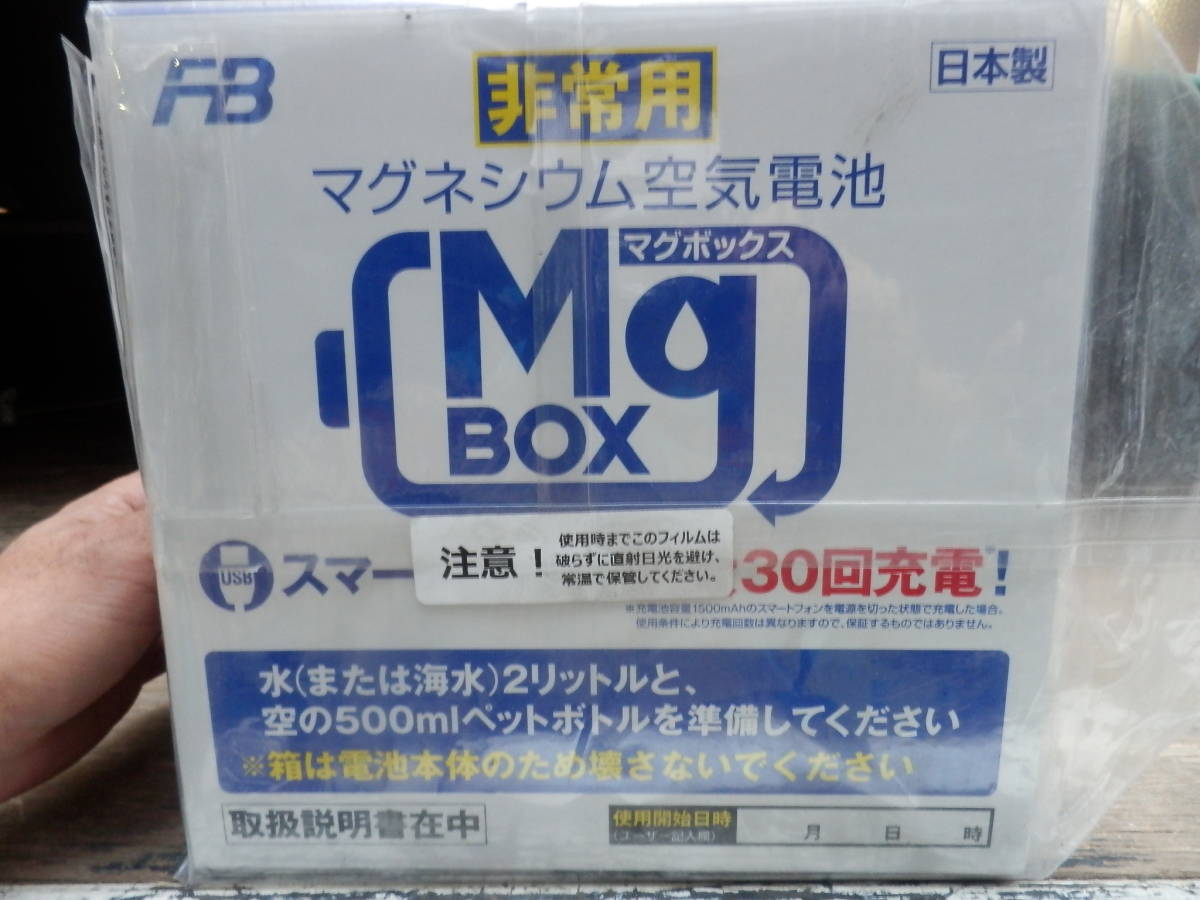 FB
非常用
日本製
マグネシウム空気電池
マグボックス
Mg
BOX
USB
スマー
30回充電※!
注意!
使用時までこのフィルムは
破らずに直射日光を避け、
常温で保管してください。
※充電池容量1500mAhのスマートフォンを電源を切った状態で充電した場合。
使用条件により充電回数は異なりますので、保証するものではありません。
水(または海水)2リットルと、
空の500mlペットボトルを準備してください
※箱は電池本体のため壊さないでください
取扱説明書在中
使用開始日時
(ユーザー記入欄)
月 日 時